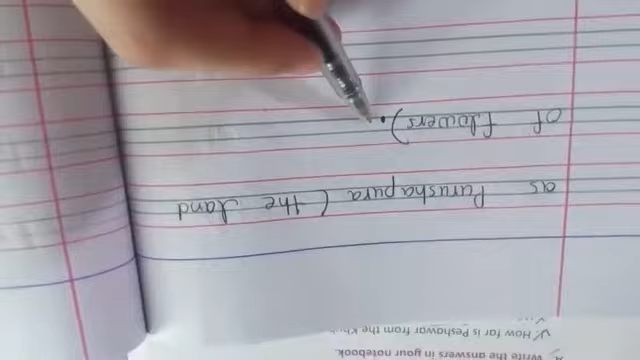 Write the answers in your notebook.
How far is Peshawar from the
as Purushapura (the land
of flowers).